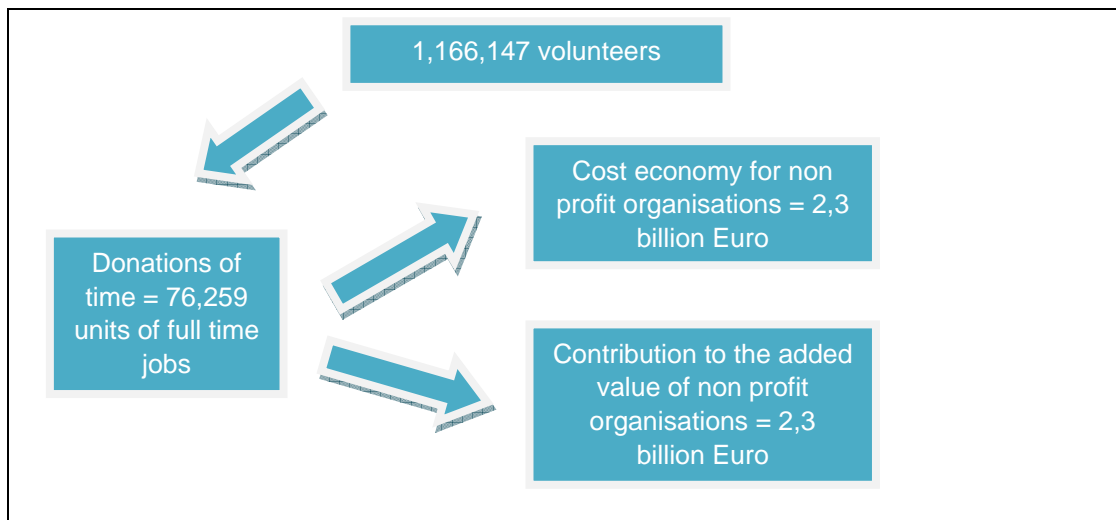 1,166,147 volunteers
Cost economy for non
profit organisations = 2,3
billion Euro
Donations of
time = 76,259
units of full time
jobs
Contribution to the added
value of non profit
organisations = 2,3
billion Euro